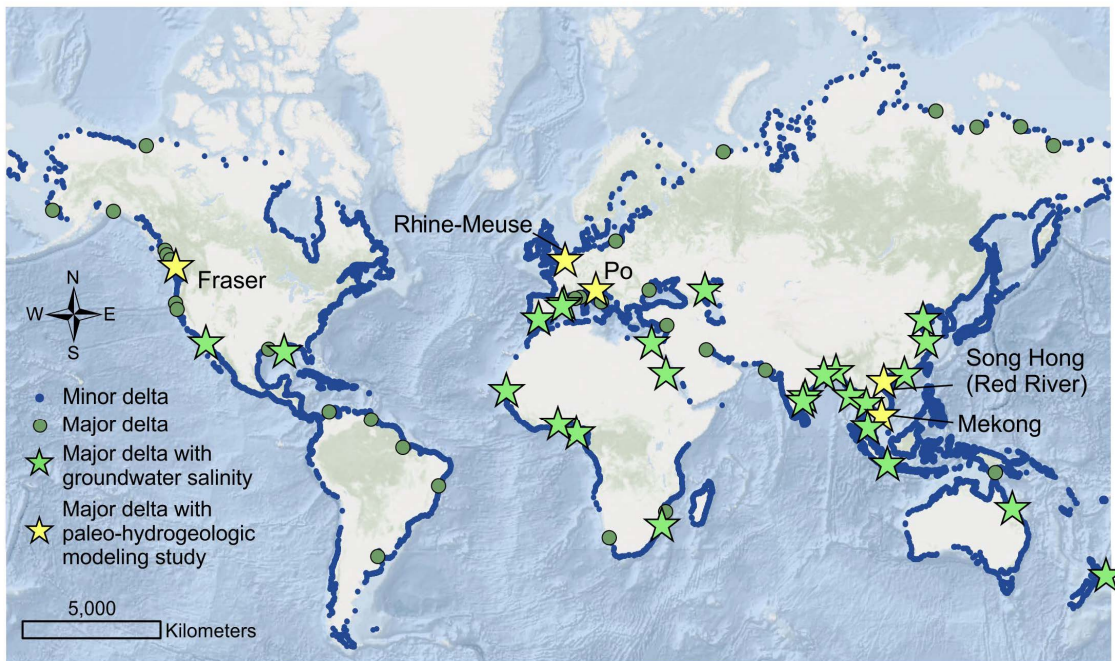 Rhine-Meuse
Po
Fraser
N
W
E
S
Song Hong
(Red River)
Mekong
Minor delta
Major delta
Major delta with
groundwater salinity
Major delta with
paleo-hydrogeologic
modeling study
5,000
Kilometers